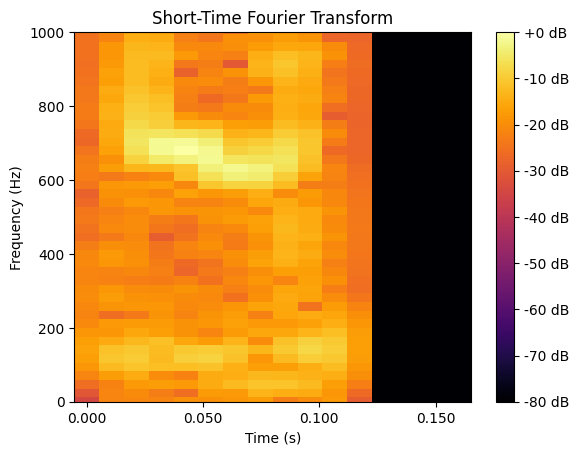 Short-Time Fourier Transform
1000
800
600
400
200
0
Frequency (Hz)
0.000
0.050
0.100
0.150
Time (s)
+0 dB
-10 dB
-20 dB
-30 dB
-40 dB
-50 dB
-60 dB
-70 dB
-80 dB